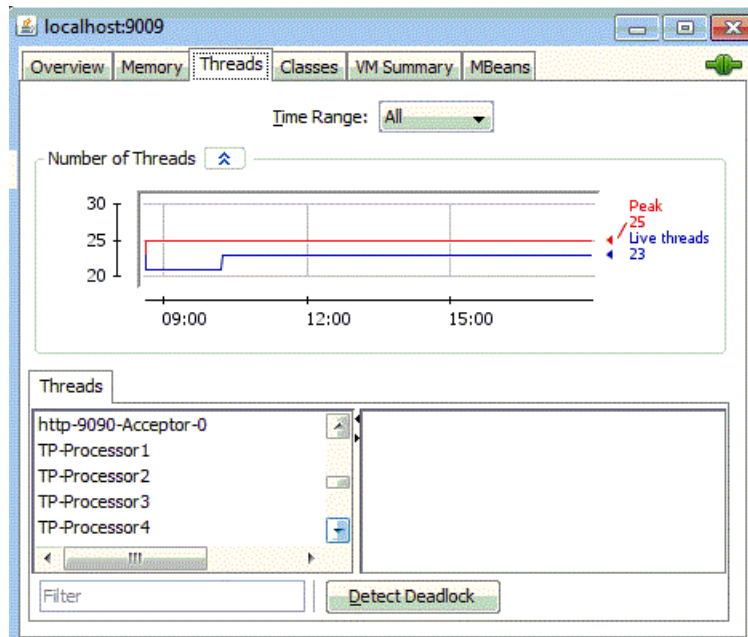 localhost:9009
Overview Memory Threads Classes VM Summary MBeans
Time Range: All
Number of Threads
30
25
20
Peak
25
Live threads
23
09:00 12:00 15:00
Threads
http-9090-Acceptor-0
TP-Processor1
TP-Processor2
TP-Processor3
TP-Processor4
Filter Detect Deadlock